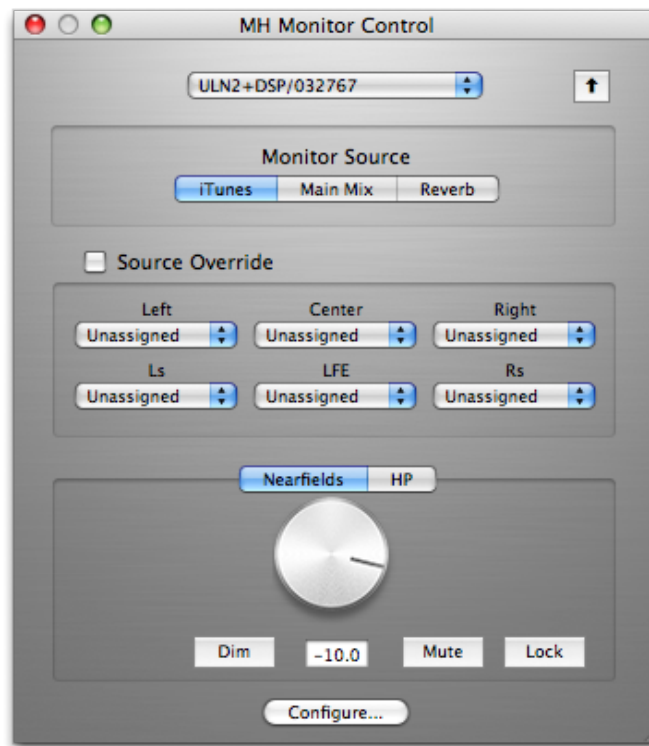 MH Monitor Control
ULN2+DSP/032767
Monitor Source
iTunes Main Mix Reverb
Source Override
Left Center Right
Unassigned Unassigned Unassigned
Ls LFE Rs
Unassigned Unassigned Unassigned
Nearfields HP
Dim -10.0 Mute Lock
Configure...